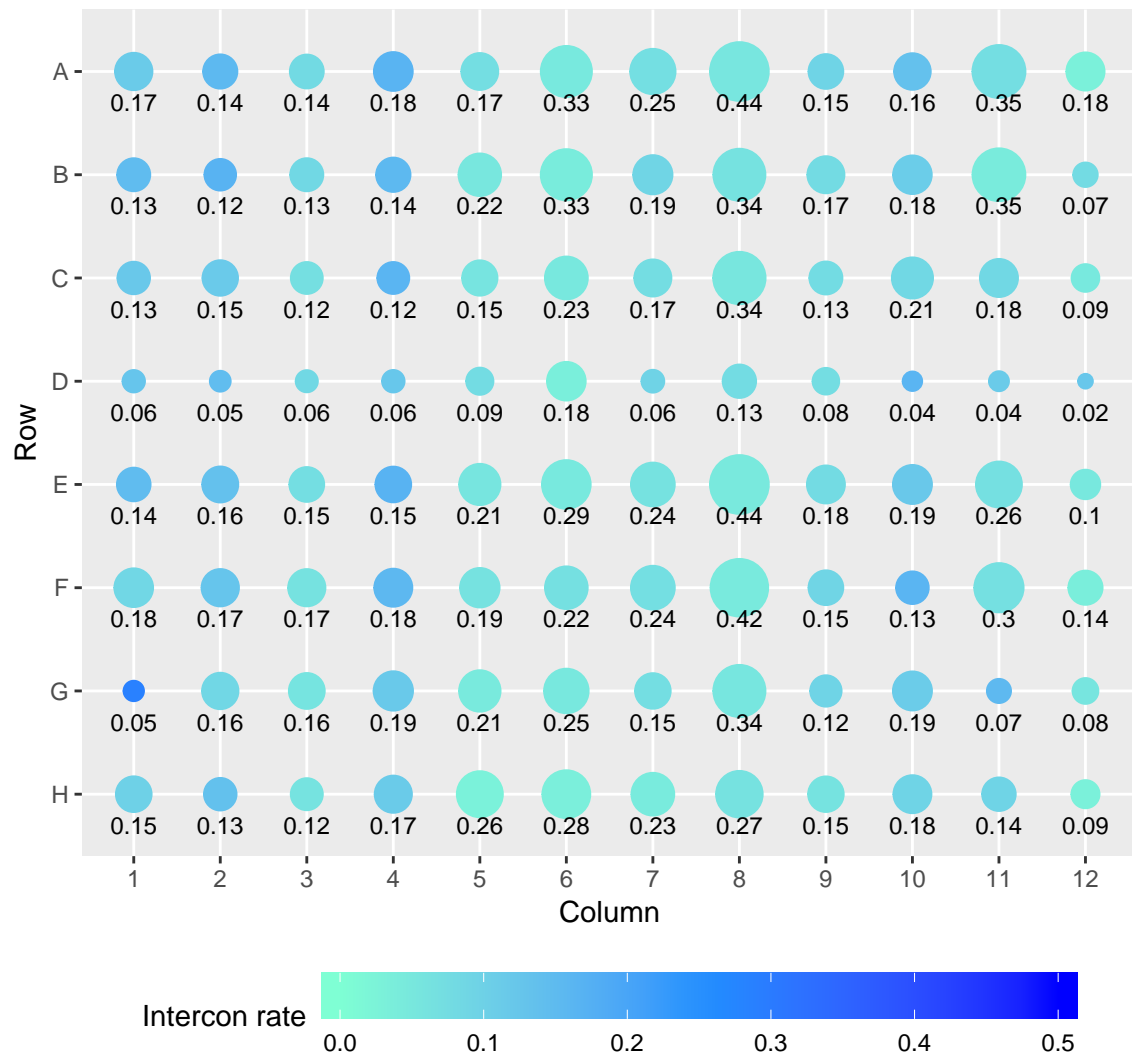 A
0.17 0.14 0.14 0.18 0.17 0.33 0.25 0.44 0.15 0.16 0.35 0.18
B
0.13 0.12 0.13 0.14 0.22 0.33 0.19 0.34 0.17 0.18 0.35 0.07
C
0.13 0.15 0.12 0.12 0.15 0.23 0.17 0.34 0.13 0.21 0.18 0.09
D
0.06 0.05 0.06 0.06 0.09 0.18 0.06 0.13 0.08 0.04 0.04 0.02
Row
E
0.14 0.16 0.15 0.15 0.21 0.29 0.24 0.44 0.18 0.19 0.26 0.1
F
0.18 0.17 0.17 0.18 0.19 0.22 0.24 0.42 0.15 0.13 0.3 0.14
G
0.05 0.16 0.16 0.19 0.21 0.25 0.15 0.34 0.12 0.19 0.07 0.08
H
0.15 0.13 0.12 0.17 0.26 0.28 0.23 0.27 0.15 0.18 0.14 0.09
1 2 3 4 5 6 7 8 9 10 11 12
Column
Intercon rate
0.0 0.1 0.2 0.3 0.4 0.5